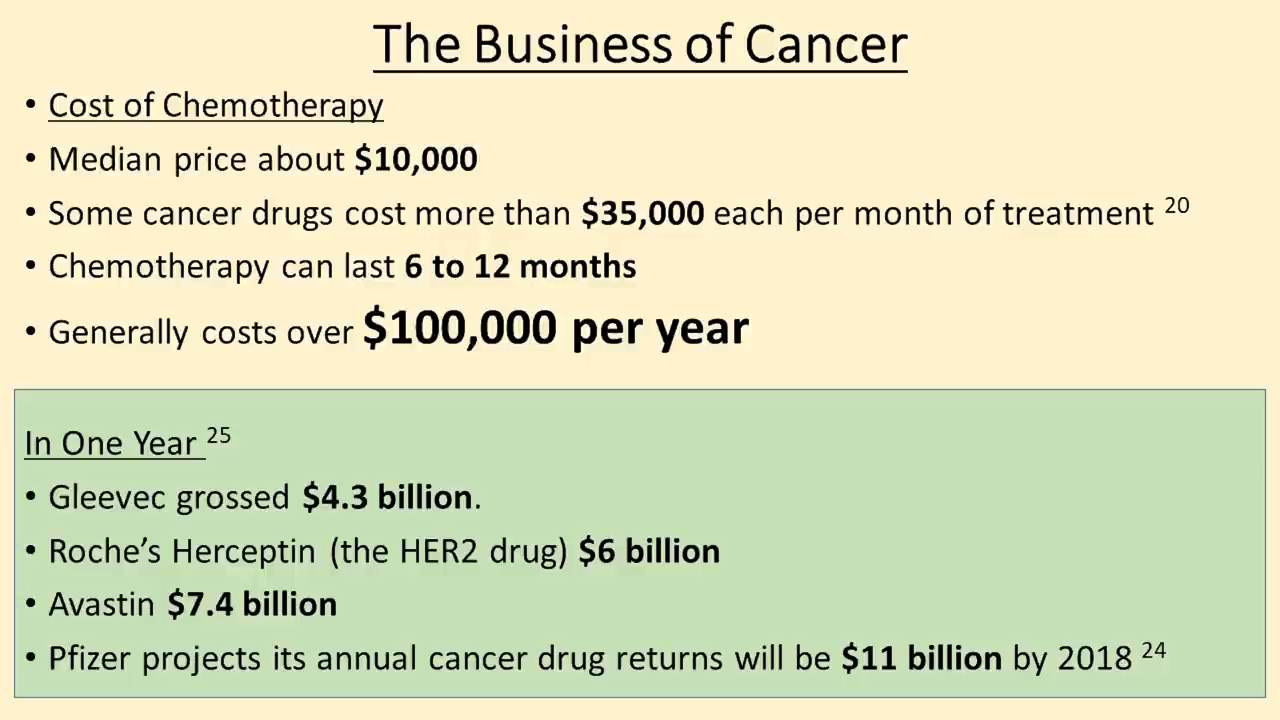 The Business of Cancer
• Cost of Chemotherapy
• Median price about $10,000
• Some cancer drugs cost more than $35,000 each per month of treatment 20
• Chemotherapy can last 6 to 12 months
• Generally costs over $100,000 per year
In One Year 25
• Gleevec grossed $4.3 billion.
• Roche’s Herceptin (the HER2 drug) $6 billion
• Avastin $7.4 billion
• Pfizer projects its annual cancer drug returns will be $11 billion by 2018 24